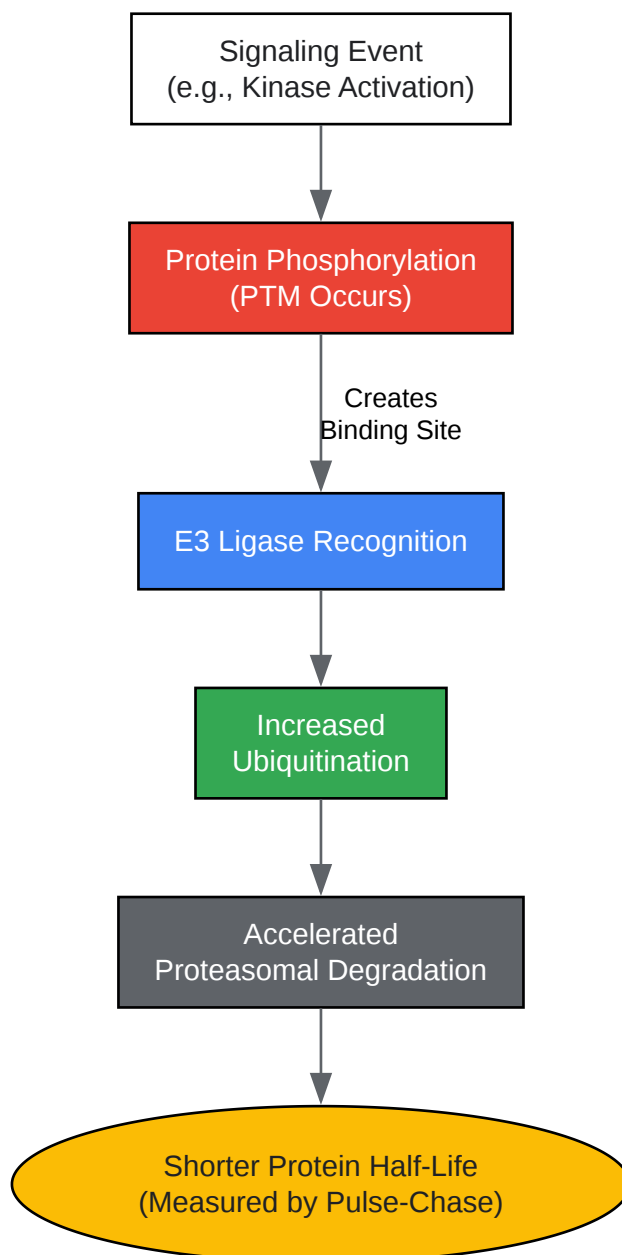 Signaling Event
(e.g., Kinase Activation)
Protein Phosphorylation
(PTM Occurs)
Creates
Binding Site
E3 Ligase Recognition
Increased
Ubiquitination
Accelerated
Proteasomal Degradation
Shorter Protein Half-Life
(Measured by Pulse-Chase)